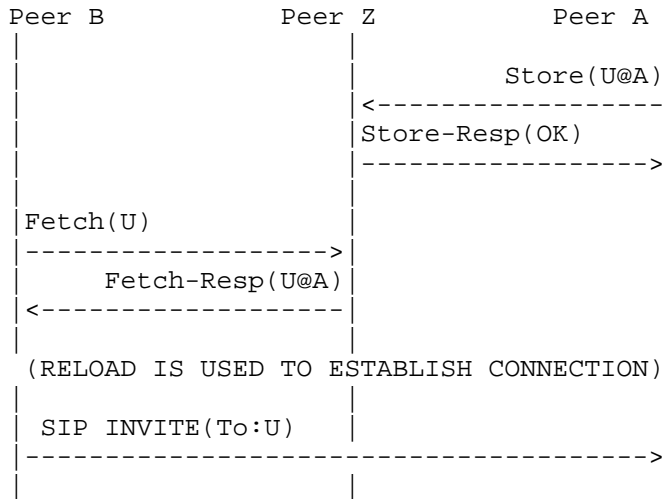 Peer B Peer Z Peer A
Store(U@A)
Store-Resp(OK)
Fetch(U)
Fetch-Resp(U@A)
(RELOAD IS USED TO ESTABLISH CONNECTION)
SIP INVITE(To:U)